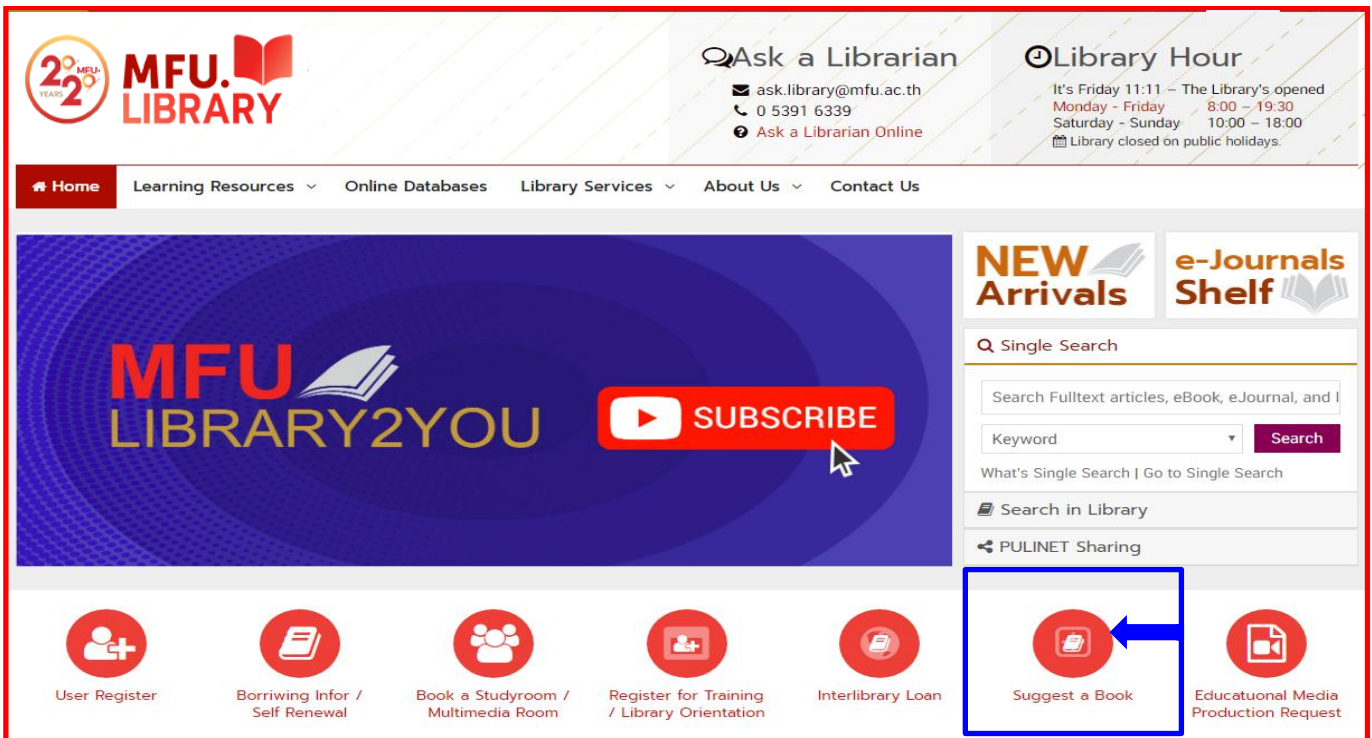 20 MFU. YEARS 20
MFU.
LIBRARY
Ask a Librarian
ask.library@mfu.ac.th
0 5391 6339
Ask a Librarian Online
Library Hour
It's Friday 11:11 – The Library's opened
Monday - Friday 8:00 – 19:30
Saturday - Sunday 10:00 – 18:00
Library closed on public holidays.
Home Learning Resources Online Databases Library Services About Us Contact Us
MFU
LIBRARY2YOU
SUBSCRIBE
NEW
Arrivals
e-Journals
Shelf
Single Search
Search Fulltext articles, eBook, eJournal, and l
Keyword Search
What's Single Search | Go to Single Search
Search in Library
PULINET Sharing
User Register
Borriwing Infor /
Self Renewal
Book a Studyroom /
Multimedia Room
Register for Training
/ Library Orientation
Interlibrary Loan
Suggest a Book
Educatuonal Media
Production Request